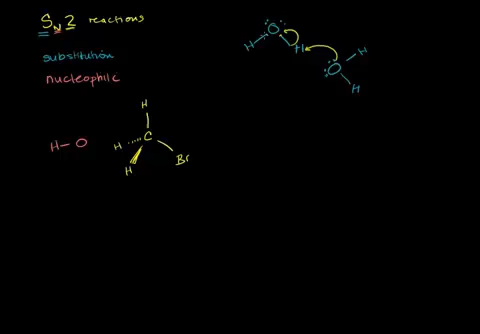 SN2 reactions
substitution
nucleophilic
H O H H O H H
H
H C
H Br
H-O